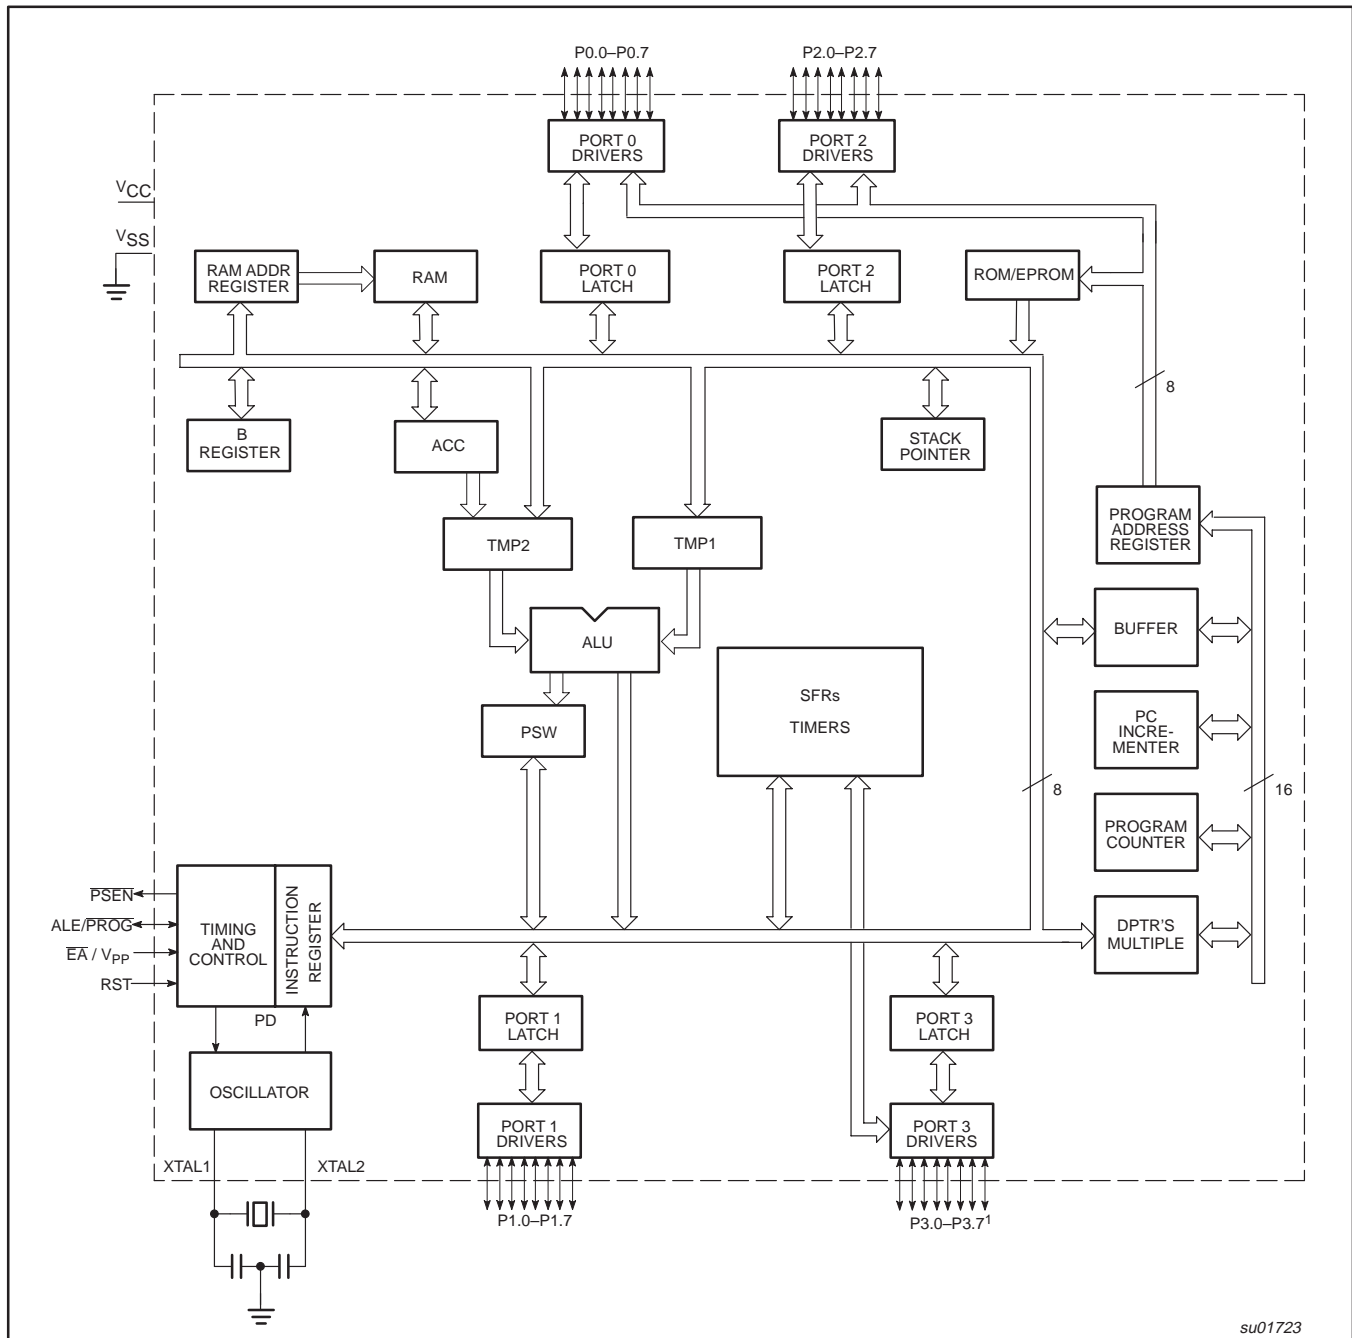 P0.0–P0.7
P2.0–P2.7
PORT 0
DRIVERS
PORT 2
DRIVERS
VCC
VSS
RAM ADDR
REGISTER
RAM
PORT 0
LATCH
PORT 2
LATCH
ROM/EPROM
8
B
REGISTER
ACC
STACK
POINTER
PROGRAM
ADDRESS
REGISTER
TMP2
TMP1
ALU
BUFFER
SFRs
TIMERS
PSW
PC
INCRE-
MENTER
8
16
PROGRAM
COUNTER
PSEN
ALE/PROG
EA / VPP
RST
TIMING
AND
CONTROL
INSTRUCTION
REGISTER
DPTR'S
MULTIPLE
PD
PORT 1
LATCH
PORT 3
LATCH
OSCILLATOR
PORT 1
DRIVERS
PORT 3
DRIVERS
XTAL1
XTAL2
P1.0–P1.7
P3.0–P3.7¹
su01723